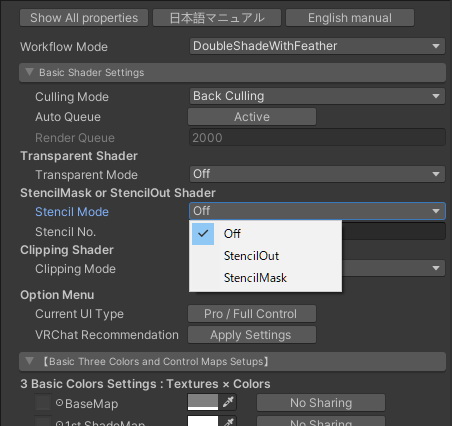 Show All properties 日本語マニュアル English manual
Workflow Mode DoubleShadeWithFeather
Basic Shader Settings
Culling Mode Back Culling
Auto Queue Active
Render Queue 2000
Transparent Shader
Transparent Mode Off
StencilMask or StencilOut Shader
Stencil Mode Off
Stencil No. Off
StencilOut
Clipping Shader
Clipping Mode StencilMask
Option Menu
Current UI Type Pro / Full Control
VRChat Recommendation Apply Settings
【Basic Three Colors and Control Maps Setups】
3 Basic Colors Settings : Textures × Colors
BaseMap No Sharing
1st ShadeMap No Sharing